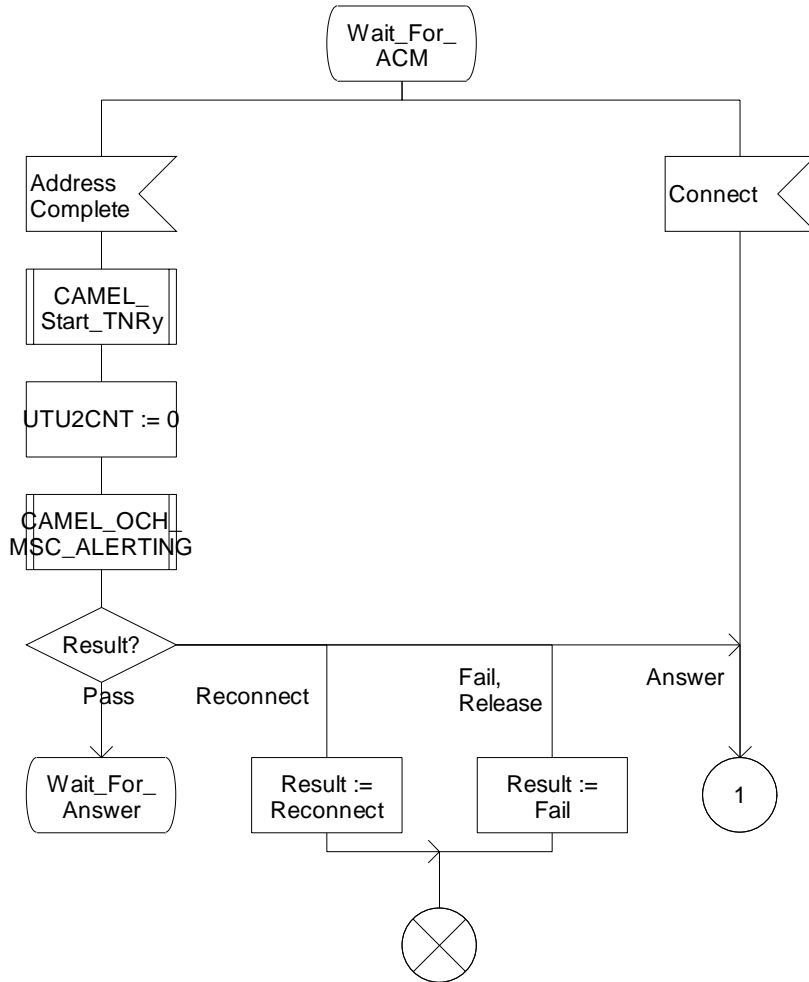 Wait_For_
ACM
Address
Complete
Connect
CAMEL_
Start_TNRy
UTU2CNT := 0
CAMEL_OCH_
MSC_ALERTING
Result?
Pass
Reconnect
Fail,
Release
Answer
Wait_For_
Answer
Result :=
Reconnect
Result :=
Fail
1